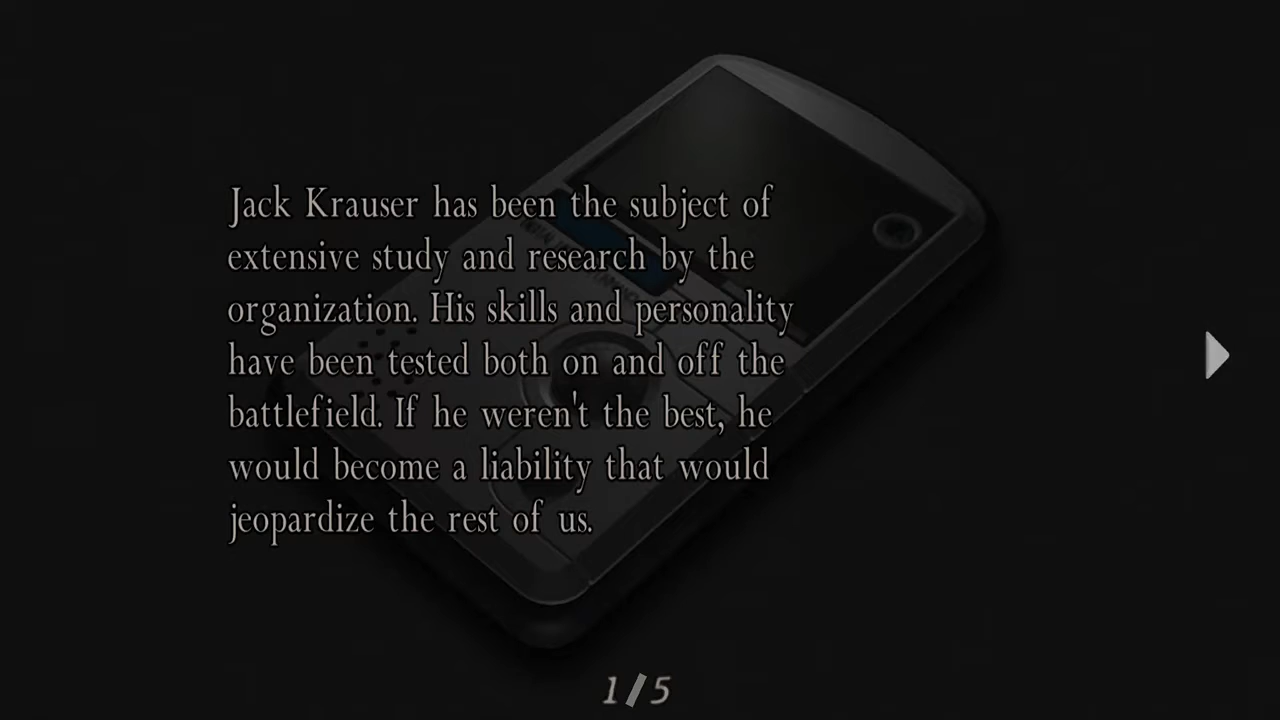 Jack Krauser has been the subject of
extensive study and research by the
organization. His skills and personality
have been tested both on and off the
battlefield. If he weren't the best, he
would become a liability that would
jeopardize the rest of us.
1/5